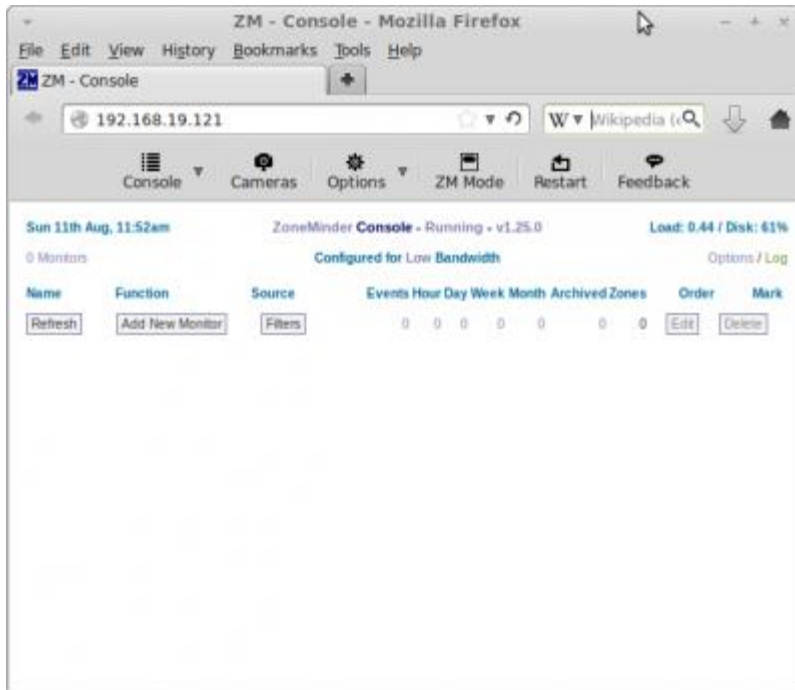 ZM - Console - Mozilla Firefox
File Edit View History Bookmarks Tools Help
ZM ZM - Console
192.168.19.121 W Wikipedia (
Console Cameras Options ZM Mode Restart Feedback
Sun 11th Aug, 11:52am ZoneMinder Console - Running - v1.25.0 Load: 0.44 / Disk: 61%
0 Monitors Configured for Low Bandwidth Options / Log
Name Function Source Events Hour Day Week Month Archived Zones Order Mark
Refresh Add New Monitor Filters 0 0 0 0 0 0 0 Edit Delete